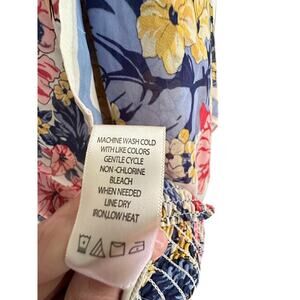 MACHINE WASH COLD
WITH LIKE COLORS
GENTLE CYCLE
NON-CHLORINE
BLEACH
WHEN NEEDED
LINE DRY
IRON,LOW HEAT